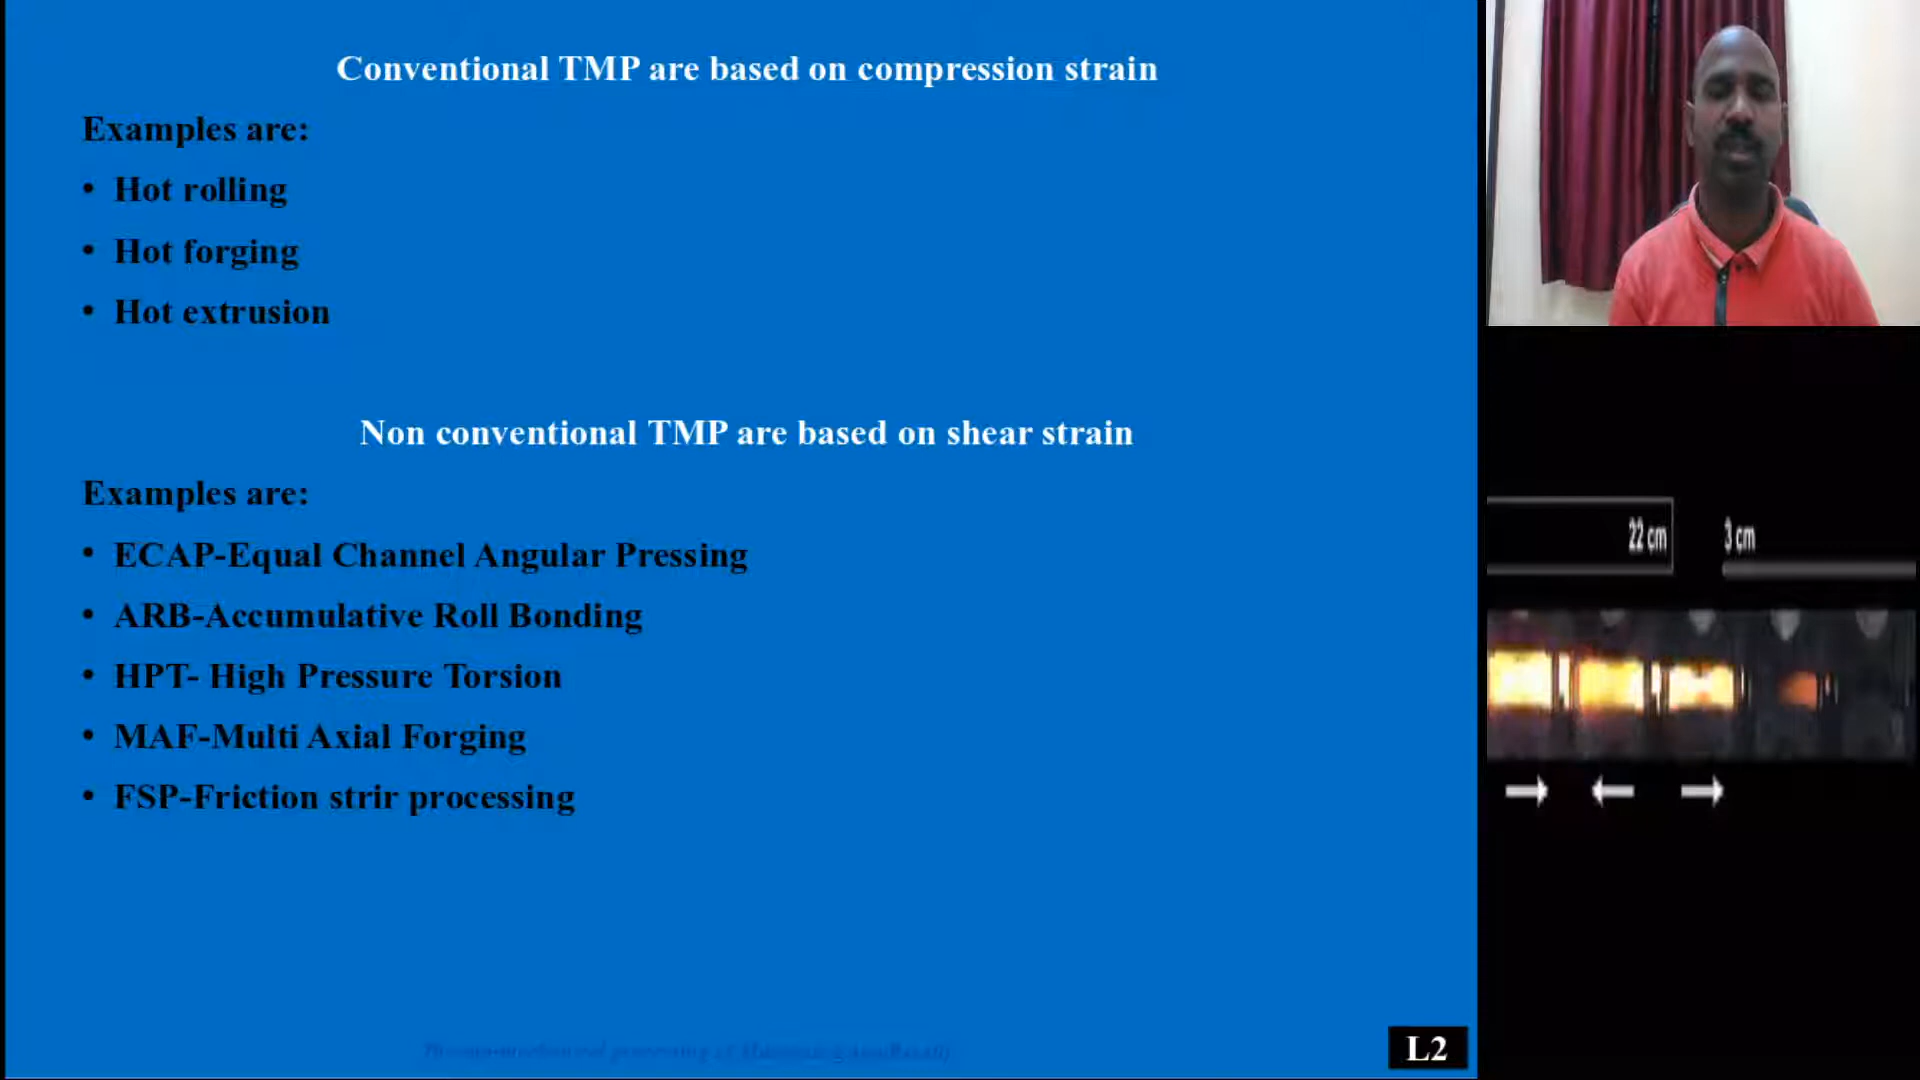 Conventional TMP are based on compression strain
Examples are:
• Hot rolling
• Hot forging
• Hot extrusion
Non conventional TMP are based on shear strain
Examples are:
• ECAP-Equal Channel Angular Pressing
• ARB-Accumulative Roll Bonding
• HPT- High Pressure Torsion
• MAF-Multi Axial Forging
• FSP-Friction strir processing
22 cm
3 cm
processing of
L2